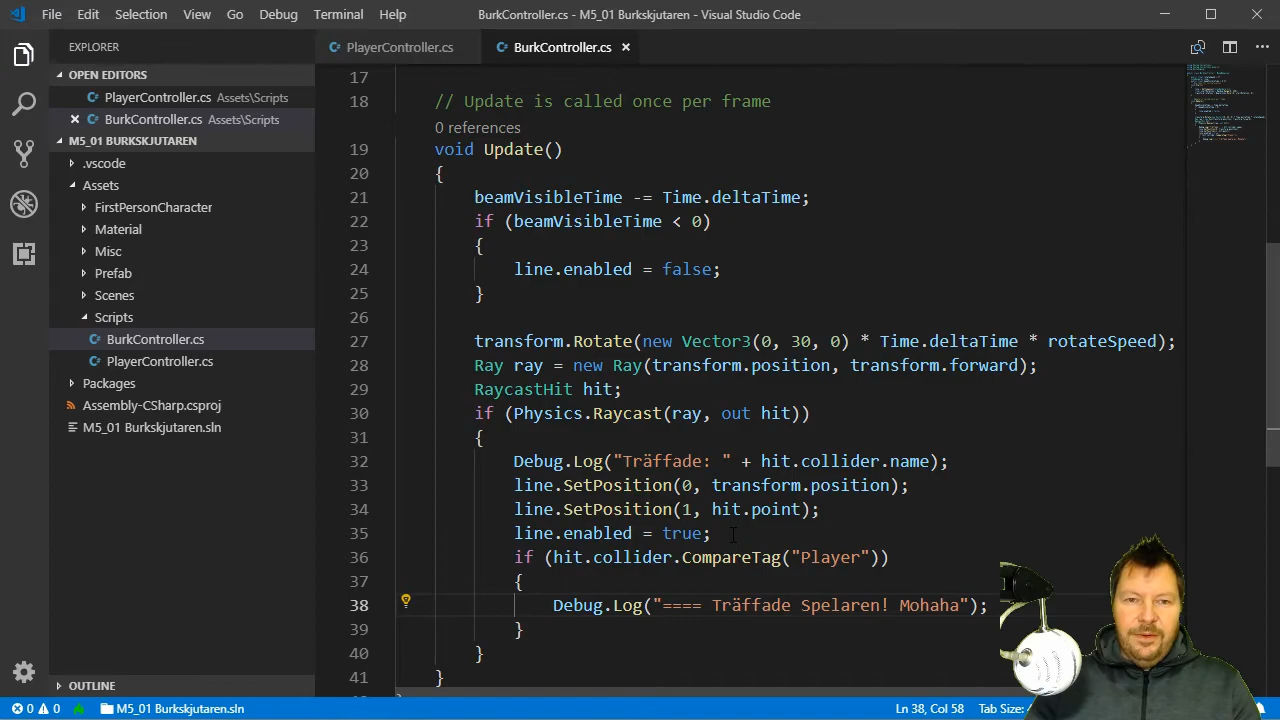 File Edit Selection View Go Debug Terminal Help BurkController.cs - M5_01 Burkskjutaren - Visual Studio Code
EXPLORER
OPEN EDITORS
PlayerController.cs Assets\Scripts
BurkController.cs Assets\Scripts
M5_01 BURKSKJUTAREN
.vscode
Assets
FirstPersonCharacter
Material
Misc
Prefab
Scenes
Scripts
BurkController.cs
PlayerController.cs
Packages
Assembly-CSharp.csproj
M5_01 Burkskjutaren.sln
OUTLINE
PlayerController.cs BurkController.cs
17
18 // Update is called once per frame
0 references
19 void Update()
20 {
21 beamVisibleTime -= Time.deltaTime;
22 if (beamVisibleTime < 0)
23 {
24 line.enabled = false;
25 }
26
27 transform.Rotate(new Vector3(0, 30, 0) * Time.deltaTime * rotateSpeed);
28 Ray ray = new Ray(transform.position, transform.forward);
29 RaycastHit hit;
30 if (Physics.Raycast(ray, out hit))
31 {
32 Debug.Log("Träffade: " + hit.collider.name);
33 line.SetPosition(0, transform.position);
34 line.SetPosition(1, hit.point);
35 line.enabled = true;
36 if (hit.collider.CompareTag("Player"))
37 {
38 Debug.Log("==== Träffade Spelaren! Mohaha");
39 }
40 }
41 }
0 0 M5_01 Burkskjutaren.sln Ln 38, Col 58 Tab Size: